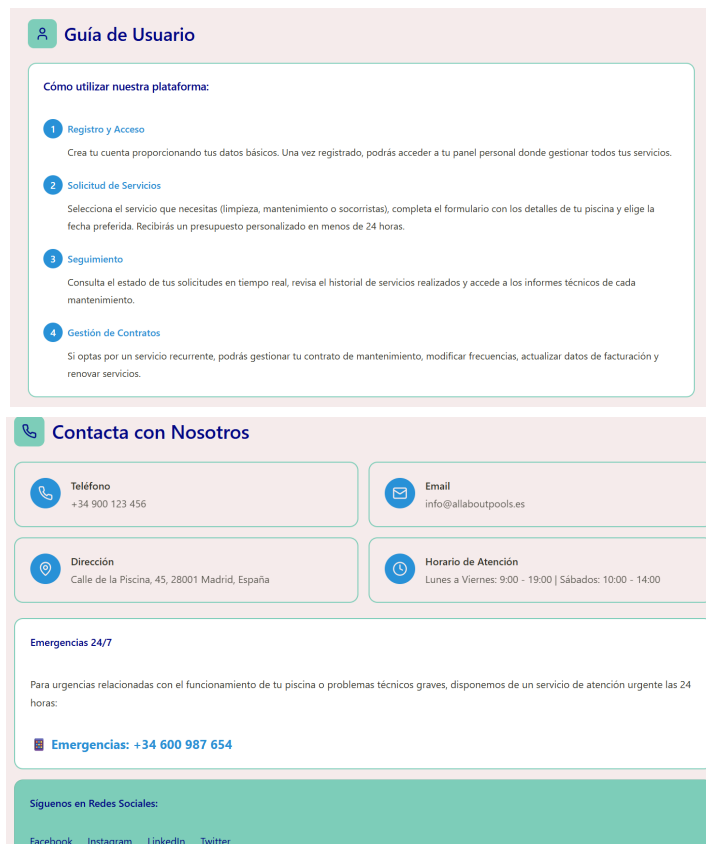 Guía de Usuario
Cómo utilizar nuestra plataforma:
1 Registro y Acceso
Crea tu cuenta proporcionando tus datos básicos. Una vez registrado, podrás acceder a tu panel personal donde gestionar todos tus servicios.
2 Solicitud de Servicios
Selecciona el servicio que necesitas (limpieza, mantenimiento o socorristas), completa el formulario con los detalles de tu piscina y elige la
fecha preferida. Recibirás un presupuesto personalizado en menos de 24 horas.
3 Seguimiento
Consulta el estado de tus solicitudes en tiempo real, revisa el historial de servicios realizados y accede a los informes técnicos de cada
mantenimiento.
4 Gestión de Contratos
Si optas por un servicio recurrente, podrás gestionar tu contrato de mantenimiento, modificar frecuencias, actualizar datos de facturación y
renovar servicios.
Contacta con Nosotros
Teléfono
+34 900 123 456
Email
info@allaboutpools.es
Dirección
Calle de la Piscina, 45, 28001 Madrid, España
Horario de Atención
Lunes a Viernes: 9:00 - 19:00 | Sábados: 10:00 - 14:00
Emergencias 24/7
Para urgencias relacionadas con el funcionamiento de tu piscina o problemas técnicos graves, disponemos de un servicio de atención urgente las 24
horas:
Emergencias: +34 600 987 654
Síguenos en Redes Sociales:
Facebook Instagram LinkedIn Twitter